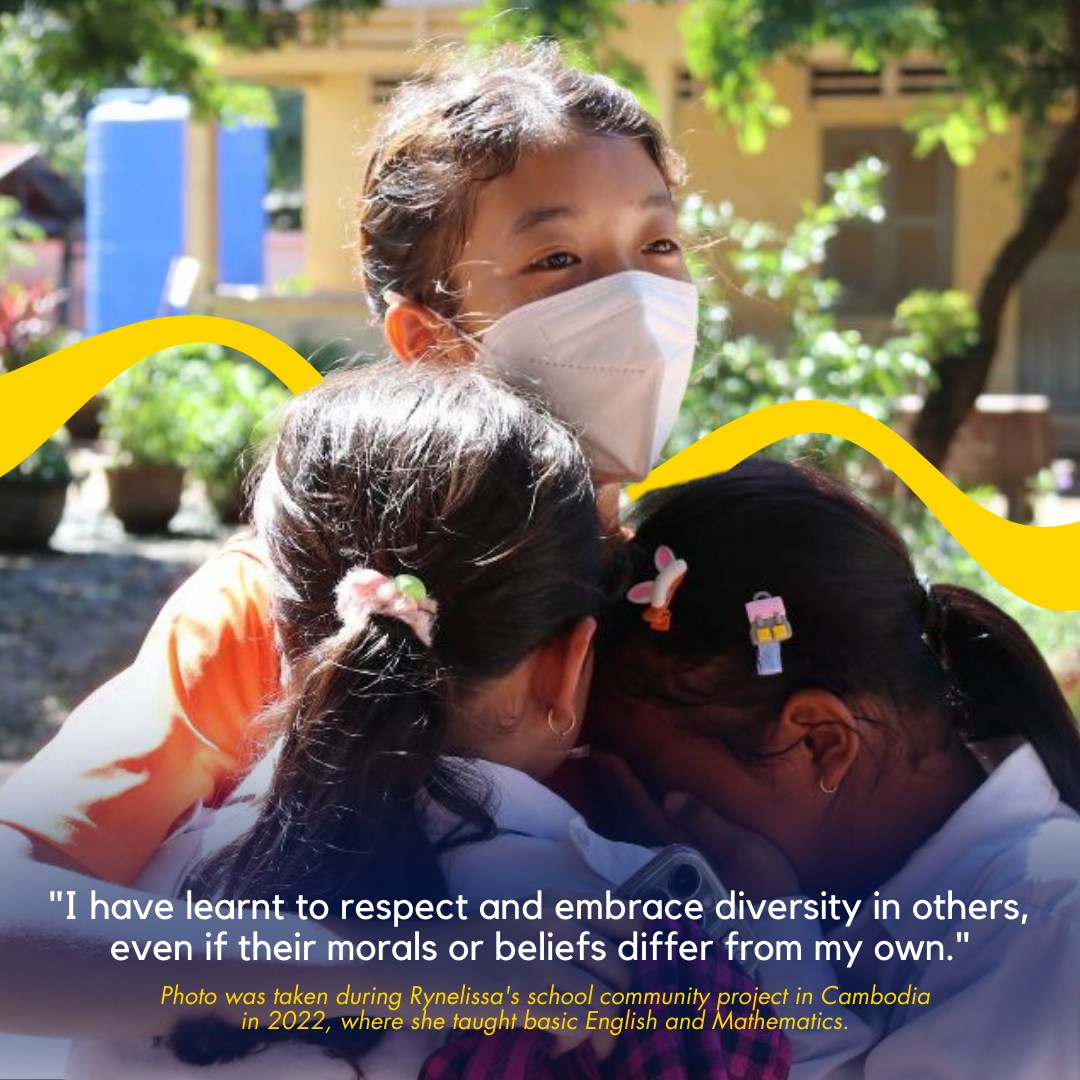 "I have learnt to respect and embrace diversity in others,
even if their morals or beliefs differ from my own."
Photo was taken during Rynelissa's school community project in Cambodia
in 2022, where she taught basic English and Mathematics.